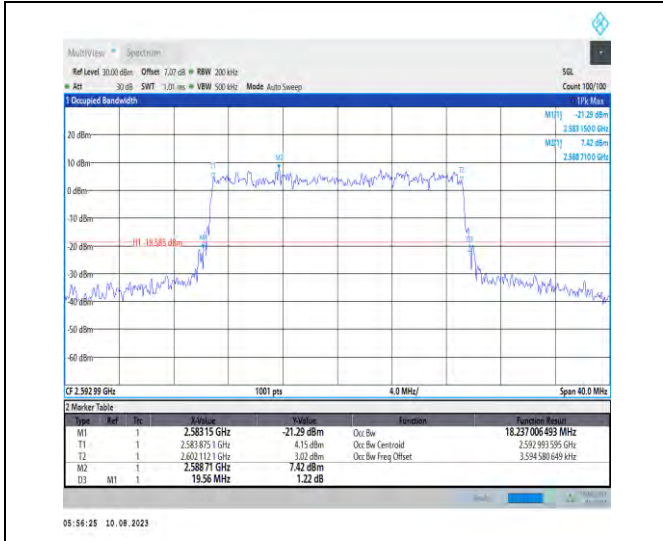 MultiView Spectrum
Ref Level 30.00 dBm Offset 7.07 dB RBW 200 kHz SGL
Att 30 dB SWT 1.01 ms VBW 500 kHz Mode Auto Sweep Count 100/100
1 Occupied Bandwidth 1Pk Max
M1[1] -21.29 dBm
2.583 1500 GHz
M2[1] 7.42 dBm
2.588 7100 GHz
20 dBm
10 dBm
T1 M2 T2
0 dBm
-10 dBm
H1 -18.585 dBm
-20 dBm
-30 dBm
-40 dBm
-50 dBm
-60 dBm
CF 2.592 99 GHz 1001 pts 4.0 MHz/ Span 40.0 MHz
2 Marker Table
Type Ref Trc X-Value Y-Value Function Function Result
M1 1 2.583 15 GHz -21.29 dBm Occ Bw 18.237 006 493 MHz
T1 1 2.583 875 1 GHz 4.15 dBm Occ Bw Centroid 2.592 993 595 GHz
T2 1 2.602 112 1 GHz 3.02 dBm Occ Bw Freq Offset 3.594 580 649 kHz
M2 1 2.588 71 GHz 7.42 dBm
D3 M1 1 19.56 MHz 1.22 dB
05:56:25 10.08.2023